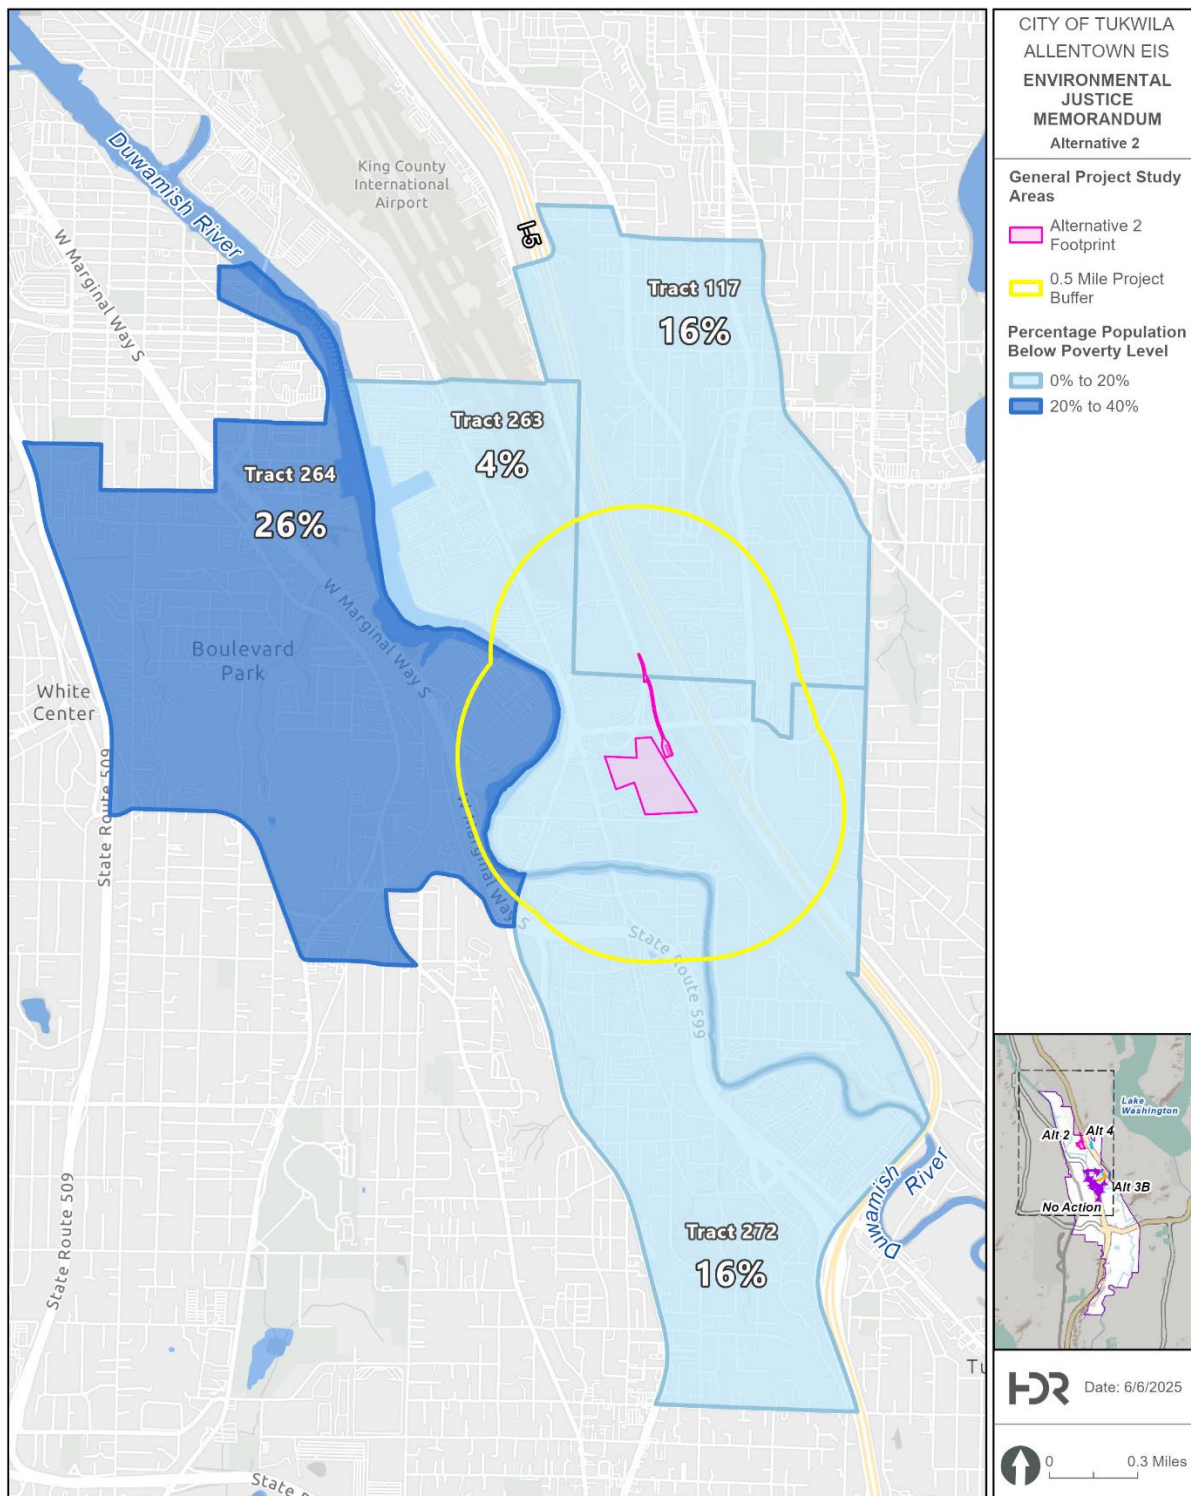 CITY OF TUKWILA
ALLENTOWN EIS
ENVIRONMENTAL
JUSTICE
MEMORANDUM
Alternative 2
General Project Study
Areas
Alternative 2
Footprint
0.5 Mile Project
Buffer
Percentage Population
Below Poverty Level
0% to 20%
20% to 40%
Duwamish River
King County
International
Airport
I-5
W Marginal Way S
Tract 117
16%
Tract 263
4%
Tract 264
26%
W Marginal Way S
Boulevard
Park
White
Center
State Route 509
W Marginal Way S
State Route 599
Duwamish
River
Tract 272
16%
State Route 509
Lake
Washington
Alt 2
Alt 4
Alt 3B
No Action
HDR
Date: 6/6/2025
0
0.3 Miles